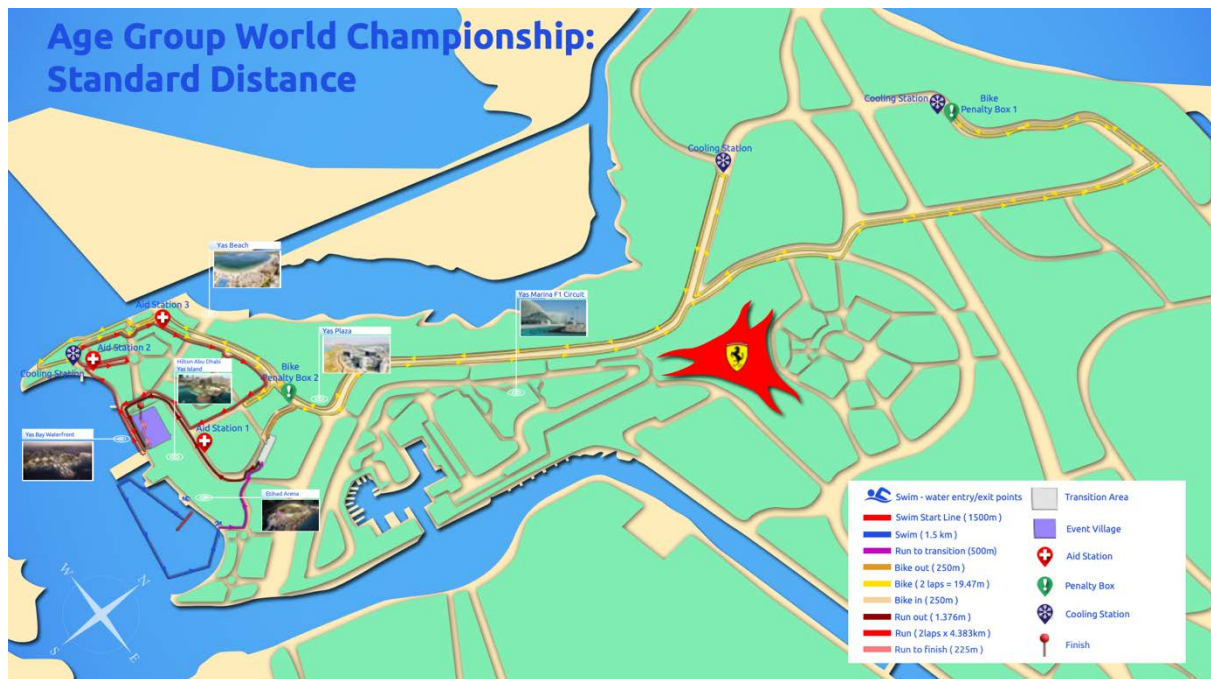 Age Group World Championship:
Standard Distance
Cooling Station
Bike
Penalty Box 1
Cooling Station
Yas Beach
Yas Marina F1 Circuit
Aid Station 3
Yas Plaza
Aid Station 2
Hilton Abu Dhabi
Yas Island
Cooling Station
Bike
Penalty Box 2
Aid Station 1
Yas Bay Waterfront
Etihad Arena
W
N
S
E
Swim - water entry/exit points
Swim Start Line ( 1500m )
Swim ( 1.5 km )
Run to transition (500m)
Bike out ( 250m )
Bike ( 2 laps = 19.47m )
Bike in ( 250m )
Run out ( 1.376m )
Run ( 2laps x 4.383km )
Run to finish ( 225m )
Transition Area
Event Village
Aid Station
Penalty Box
Cooling Station
Finish